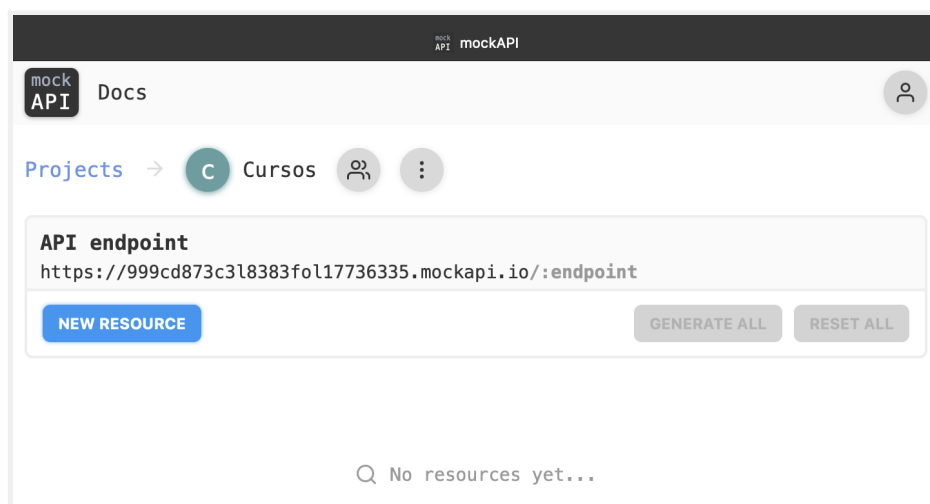 mock API mockAPI
mock
API
Docs
Projects → C Cursos
API endpoint
https://999cd873c3l8383fol17736335.mockapi.io/:endpoint
NEW RESOURCE GENERATE ALL RESET ALL
No resources yet...